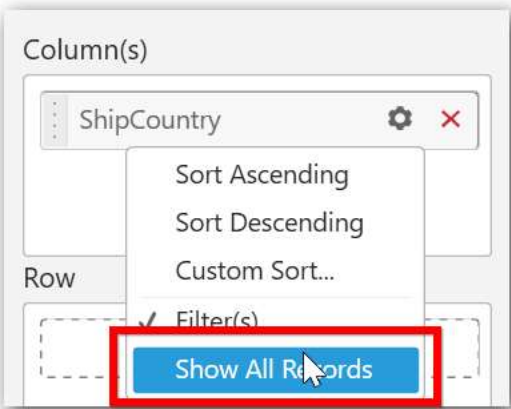 Column(s)
ShipCountry
Sort Ascending
Sort Descending
Custom Sort...
Row
Filter(s)
Show All Records